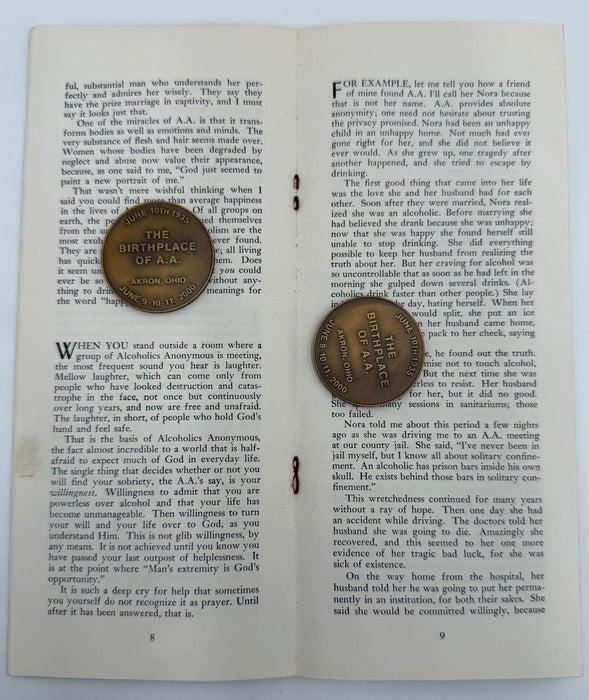 ful, substantial man who understands her per-
fectly and admires her wisely. They say they
have the prize marriage in captivity, and I must
say it looks just that.
One of the miracles of A.A. is that it trans-
forms bodies as well as emotions and minds. The
very substance of flesh and hair seems made over.
Women whose bodies have been degraded by
neglect and abuse now value their appearance,
because, as one said to me, "God just seemed to
paint a new portrait of me."
That wasn't mere wishful thinking when I
said you could find more than average happiness
in the lives of Of all groups on
earth, the ed themselves
from the olism are the
most exub ever found.
They are w; all living
has quick hem. Does
it seem un you could
ever be so ithout any-
thing to drin meanings for
the word "hap
JUNE 10TH 1935
THE
BIRTHPLACE
OF A.A.
AKRON, OHIO
JUNE 9·10·11, 2000
WHEN YOU stand outside a room where a
group of Alcoholics Anonymous is meeting,
the most frequent sound you hear is laughter.
Mellow laughter, which can come only from
people who have looked destruction and catas-
trophe in the face, not once but continuously
over long years, and now are free and unafraid.
The laughter, in short, of people who hold God's
hand and feel safe.
That is the basis of Alcoholics Anonymous,
the fact almost incredible to a world that is half-
afraid to expect much of God in everyday life.
The single thing that decides whether or not you
will find your sobriety, the A.A.'s say, is your
willingness. Willingness to admit that you are
powerless over alcohol and that your life has
become unmanageable. Then willingness to turn
your will and your life over to God, as you
understand Him. This is not glib willingness, by
any means. It is not achieved until you know you
have passed your last outpost of helplessness. It
is at the point where "Man's extremity is God's
opportunity."
It is such a deep cry for help that sometimes
you yourself do not recognize it as prayer. Until
after it has been answered, that is.
8
FOR EXAMPLE, let me tell you how a friend
of mine found A.A. I'll call her Nora because
that is not her name. A.A. provides absolute
anonymity; one need not hesitate about trusting
the privacy promised. Nora had been an unhappy
child in an unhappy home. Not much had ever
gone right for her, and she did not believe it
ever would. As she grew up, one tragedy after
another happened, and she tried to escape by
drinking.
The first good thing that came into her life
was the love she and her husband had for each
other. Soon after they were married, Nora real-
ized she was an alcoholic. Before marrying she
had believed she drank because she was unhappy;
now that she was happy she found herself still
unable to stop drinking. She did everything
possible to keep her husband from realizing the
truth about her. But her craving for alcohol was
so uncontrollable that as soon as he had left in the
morning she gulped down several drinks. (Al-
coholics drink faster than other people.) She lay
he day, hating herself. When her
would split, she put an ice
n her husband came home,
pack to her cheek, saying
e, he found out the truth.
mise not to touch alcohol,
But the next time she was
erless to resist. Her husband
for her, but it did no good.
She many sessions in sanitariums; those
too failed.
JUNE 10TH 1935
THE
BIRTHPLACE
OF A.A.
AKRON, OHIO
JUNE 9·10·11, 2000
Nora told me about this period a few nights
ago as she was driving me to an A.A. meeting
at our county jail. She said, "I've never been in
jail myself, but I know all about solitary confine-
ment. An alcoholic has prison bars inside his own
skull. He exists behind those bars in solitary con-
finement."
This wretchedness continued for many years
without a ray of hope. Then one day she had
an accident while driving. The doctors told her
husband she was going to die. Amazingly she
recovered, and this seemed to her one more
evidence of her tragic bad luck, for she was
sick of existence.
On the way home from the hospital, her
husband told her he was going to put her perma-
nently in an institution, for both their sakes. She
said she would be committed willingly, because
9